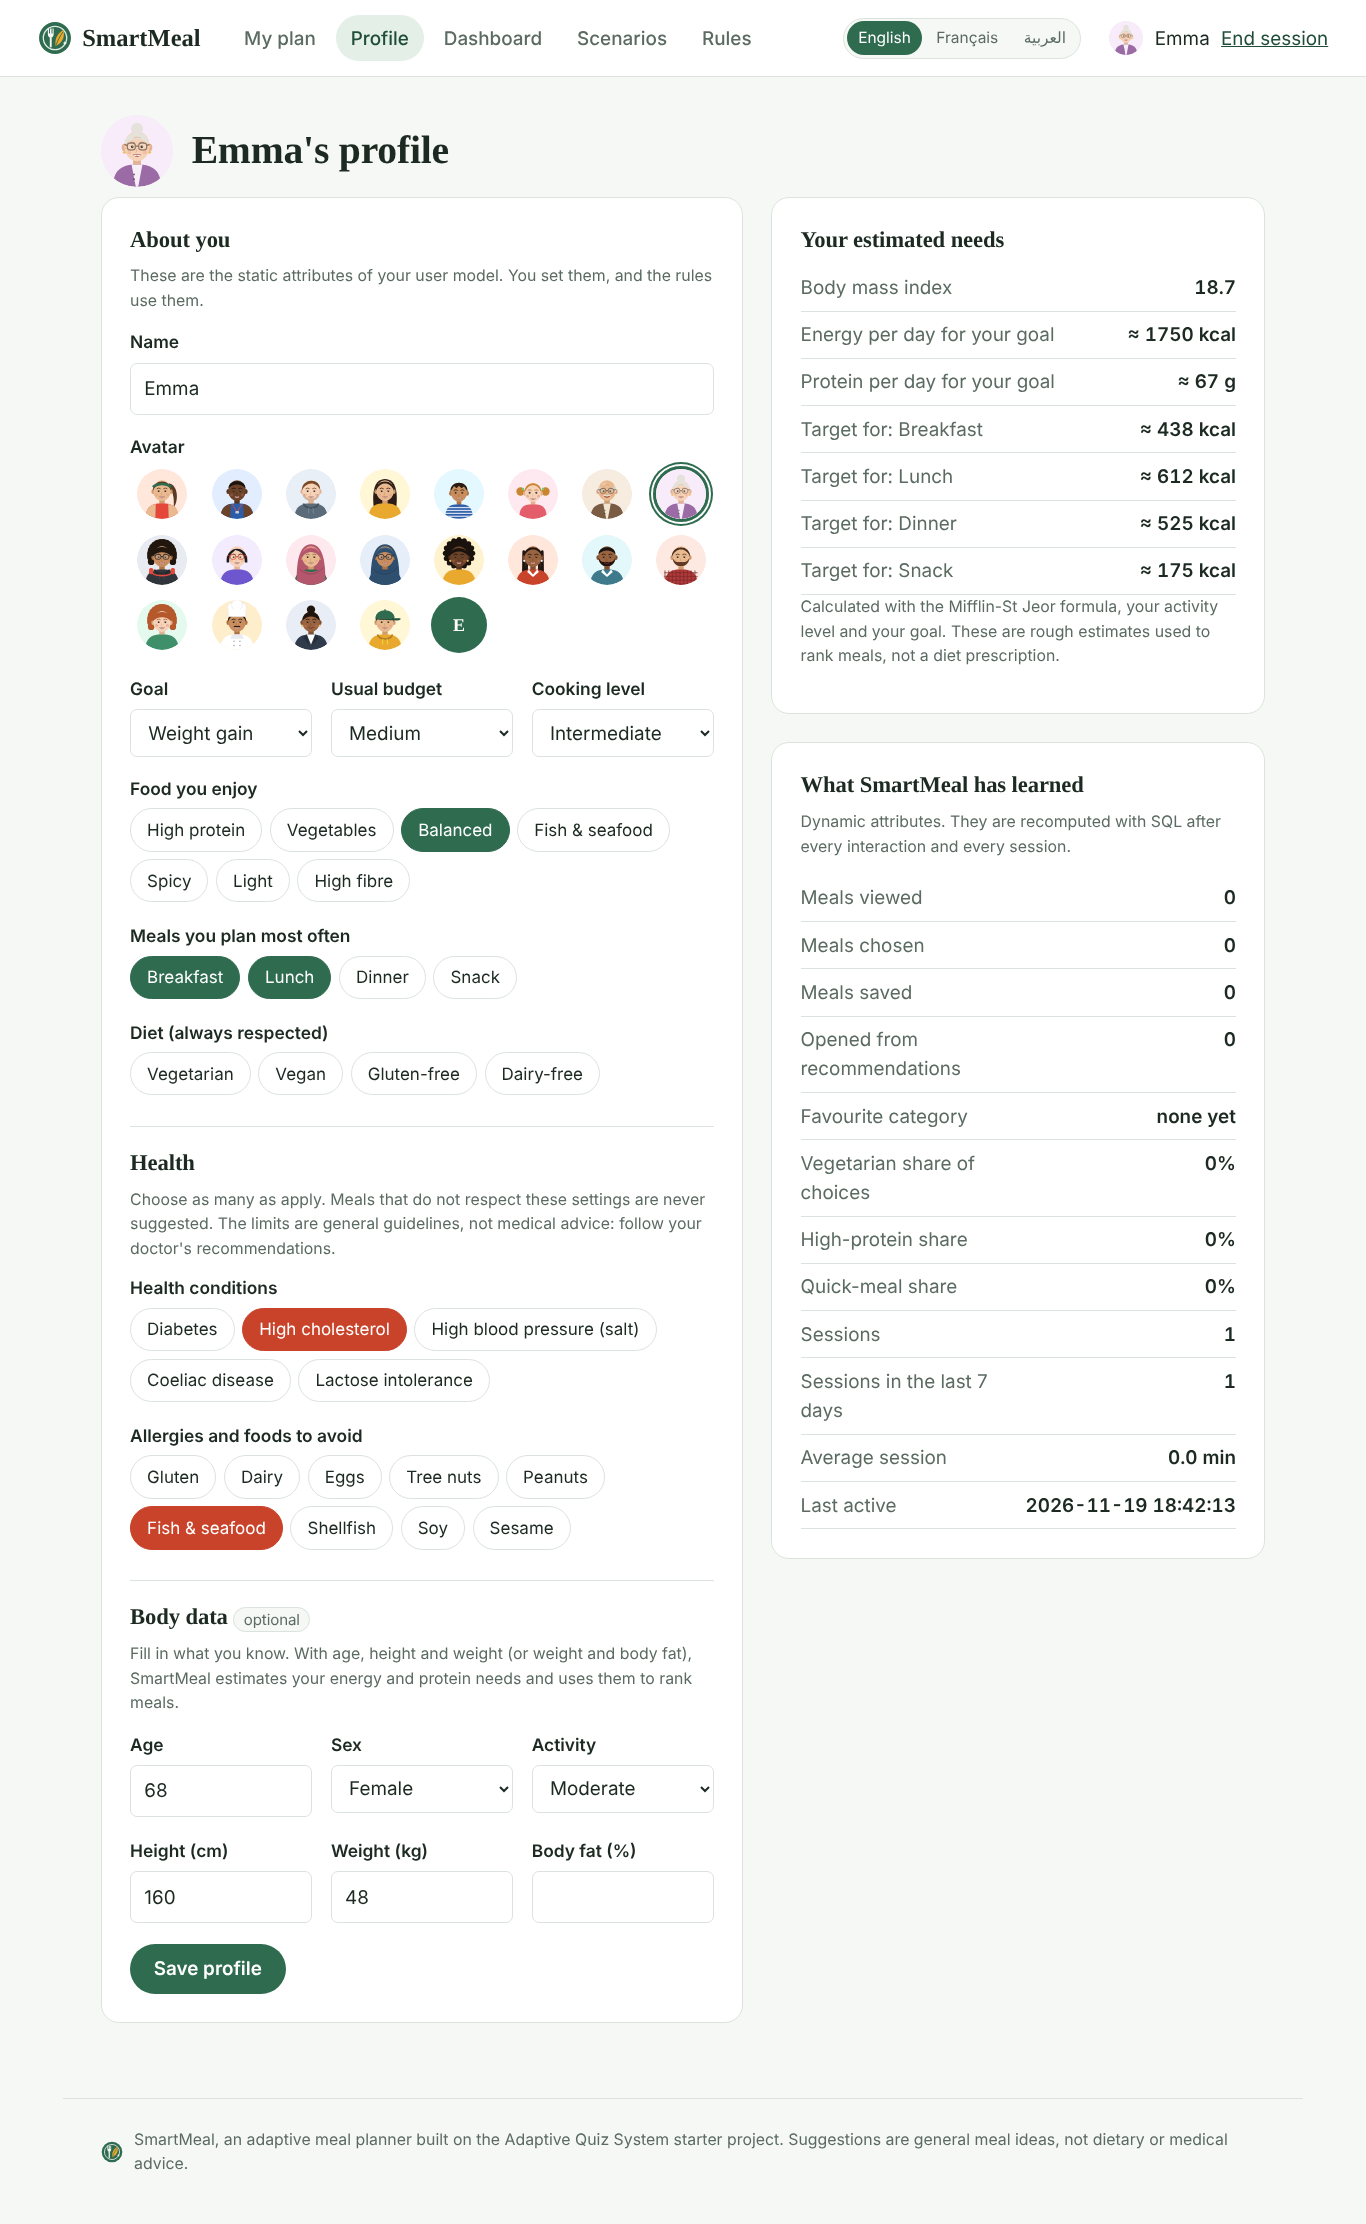 SmartMeal
My plan
Profile
Dashboard
Scenarios
Rules
English
Français
العربية
Emma
End session
Emma's profile
About you
These are the static attributes of your user model. You set them, and the rules
use them.
Name
Emma
Avatar
E
Goal
Usual budget
Cooking level
Weight gain
Medium
Intermediate
Food you enjoy
High protein
Vegetables
Balanced
Fish & seafood
Spicy
Light
High fibre
Meals you plan most often
Breakfast
Lunch
Dinner
Snack
Diet (always respected)
Vegetarian
Vegan
Gluten-free
Dairy-free
Health
Choose as many as apply. Meals that do not respect these settings are never
suggested. The limits are general guidelines, not medical advice: follow your
doctor's recommendations.
Health conditions
Diabetes
High cholesterol
High blood pressure (salt)
Coeliac disease
Lactose intolerance
Allergies and foods to avoid
Gluten
Dairy
Eggs
Tree nuts
Peanuts
Fish & seafood
Shellfish
Soy
Sesame
Body data optional
Fill in what you know. With age, height and weight (or weight and body fat),
SmartMeal estimates your energy and protein needs and uses them to rank
meals.
Age
Sex
Activity
68
Female
Moderate
Height (cm)
Weight (kg)
Body fat (%)
160
48
Save profile
Your estimated needs
Body mass index 18.7
Energy per day for your goal ≈ 1750 kcal
Protein per day for your goal ≈ 67 g
Target for: Breakfast ≈ 438 kcal
Target for: Lunch ≈ 612 kcal
Target for: Dinner ≈ 525 kcal
Target for: Snack ≈ 175 kcal
Calculated with the Mifflin-St Jeor formula, your activity
level and your goal. These are rough estimates used to
rank meals, not a diet prescription.
What SmartMeal has learned
Dynamic attributes. They are recomputed with SQL after
every interaction and every session.
Meals viewed 0
Meals chosen 0
Meals saved 0
Opened from 0
recommendations
Favourite category none yet
Vegetarian share of 0%
choices
High-protein share 0%
Quick-meal share 0%
Sessions 1
Sessions in the last 7 1
days
Average session 0.0 min
Last active 2026-11-19 18:42:13
SmartMeal, an adaptive meal planner built on the Adaptive Quiz System starter project. Suggestions are general meal ideas, not dietary or medical
advice.